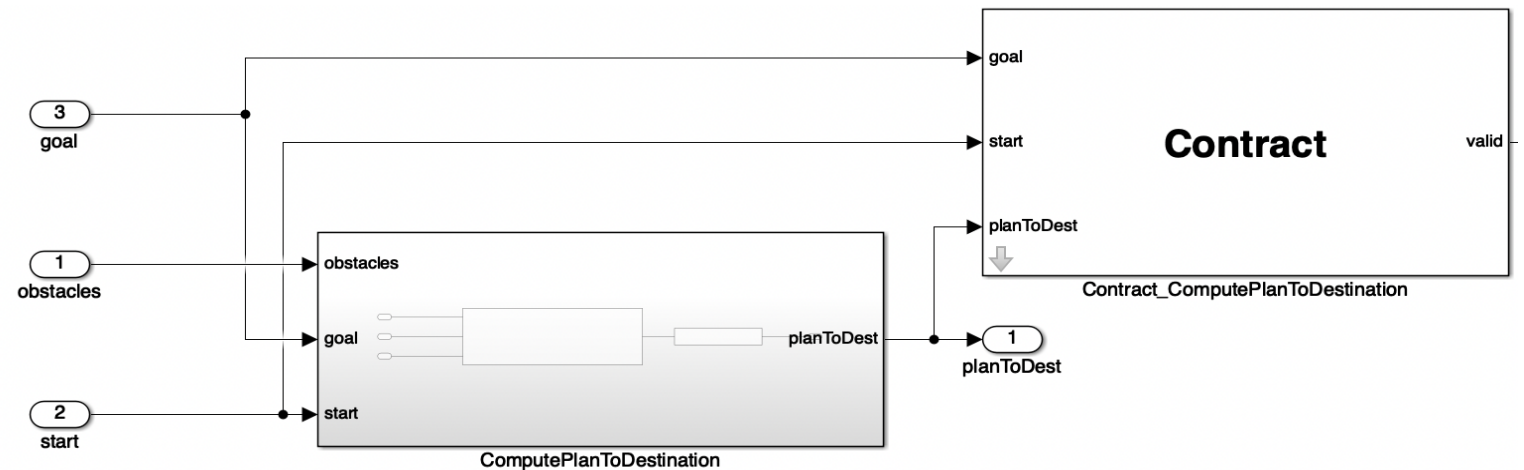 3
goal
1
obstacles
2
start
obstacles
goal
start
planToDest
ComputePlanToDestination
goal
start
planToDest
Contract
valid
Contract_ComputePlanToDestination
1
planToDest